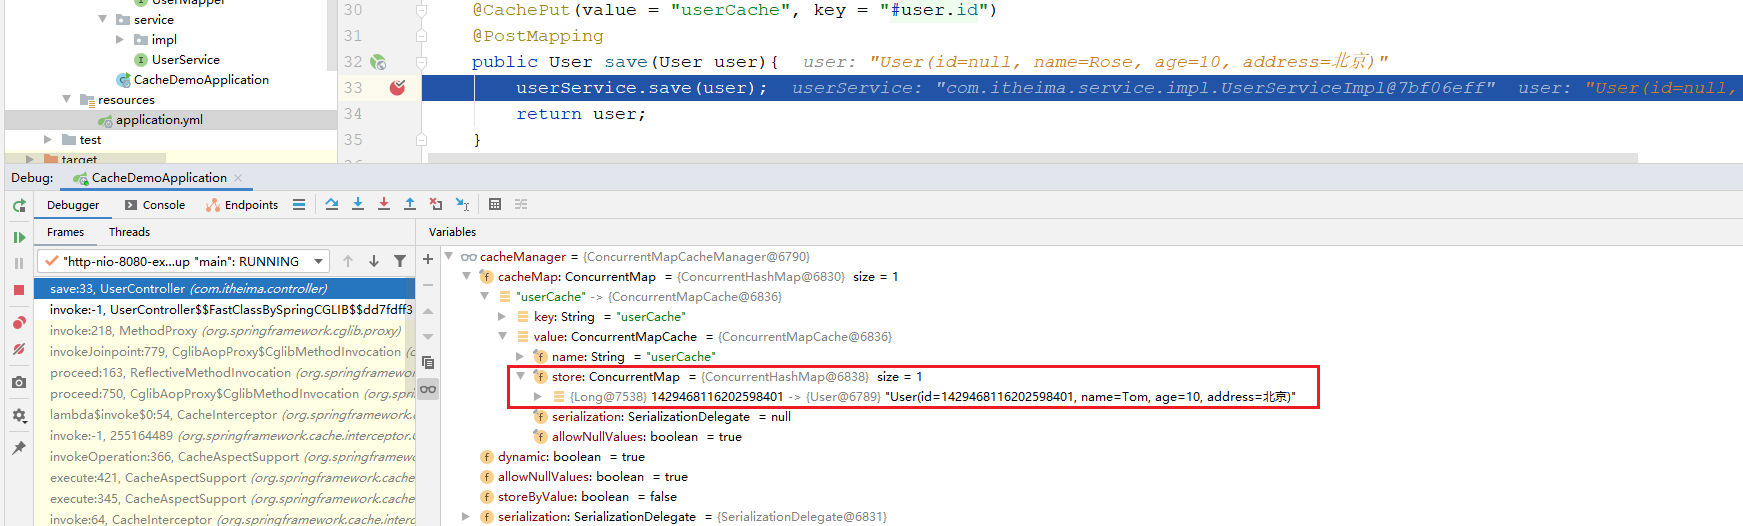 UserMapper
service
impl
UserService
CacheDemoApplication
resources
application.yml
test
target
30 @CachePut(value = "userCache", key = "#user.id")
31 @PostMapping
32 public User save(User user){ user: "User(id=null, name=Rose, age=10, address=北京)"
33 userService.save(user); userService: "com.itheima.service.impl.UserServiceImpl@7bf06eff" user: "User(id=null,
34 return user;
35 }
Debug: CacheDemoApplication
Debugger Console Endpoints
Frames Threads Variables
"http-nio-8080-ex...up "main": RUNNING
save:33, UserController (com.itheima.controller)
invoke:-1, UserController$$FastClassBySpringCGLIB$$dd7fdff3
invoke:218, MethodProxy (org.springframework.cglib.proxy)
invokeJoinpoint:779, CglibAopProxy$CglibMethodInvocation (o
proceed:163, ReflectiveMethodInvocation (org.springframewor
proceed:750, CglibAopProxy$CglibMethodInvocation (org.sprin
lambda$invoke$0:54, CacheInterceptor (org.springframework.c
invoke:-1, 255164489 (org.springframework.cache.interceptor.C
invokeOperation:366, CacheAspectSupport (org.springframewo
execute:421, CacheAspectSupport (org.springframework.cache
execute:345, CacheAspectSupport (org.springframework.cache
invoke:64, CacheInterceptor (org.springframework.cache.interc
cacheManager = {ConcurrentMapCacheManager@6790}
cacheMap: ConcurrentMap = {ConcurrentHashMap@6830} size = 1
"userCache" -> {ConcurrentMapCache@6836}
key: String = "userCache"
value: ConcurrentMapCache = {ConcurrentMapCache@6836}
name: String = "userCache"
store: ConcurrentMap = {ConcurrentHashMap@6838} size = 1
{Long@7538} 1429468116202598401 -> {User@6789} "User(id=1429468116202598401, name=Tom, age=10, address=北京)"
serialization: SerializationDelegate = null
allowNullValues: boolean = true
dynamic: boolean = true
allowNullValues: boolean = true
storeByValue: boolean = false
serialization: SerializationDelegate = {SerializationDelegate@6831}